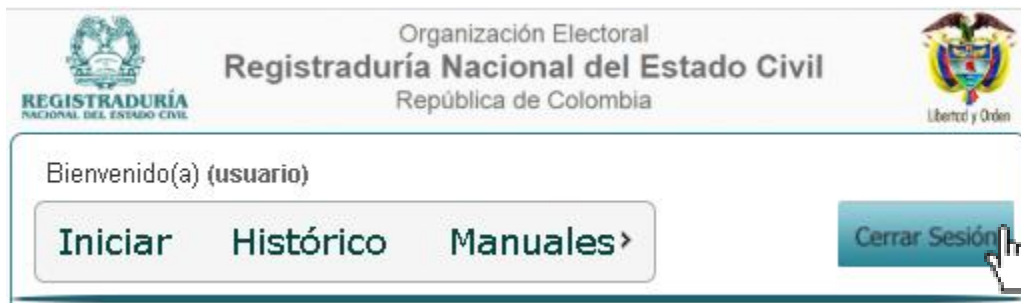 Organización Electoral
Registraduría Nacional del Estado Civil
República de Colombia
REGISTRADURÍA
NACIONAL DEL ESTADO CIVIL
Libertad y Orden
Bienvenido(a) (usuario)
Iniciar Histórico Manuales>
Cerrar Sesión